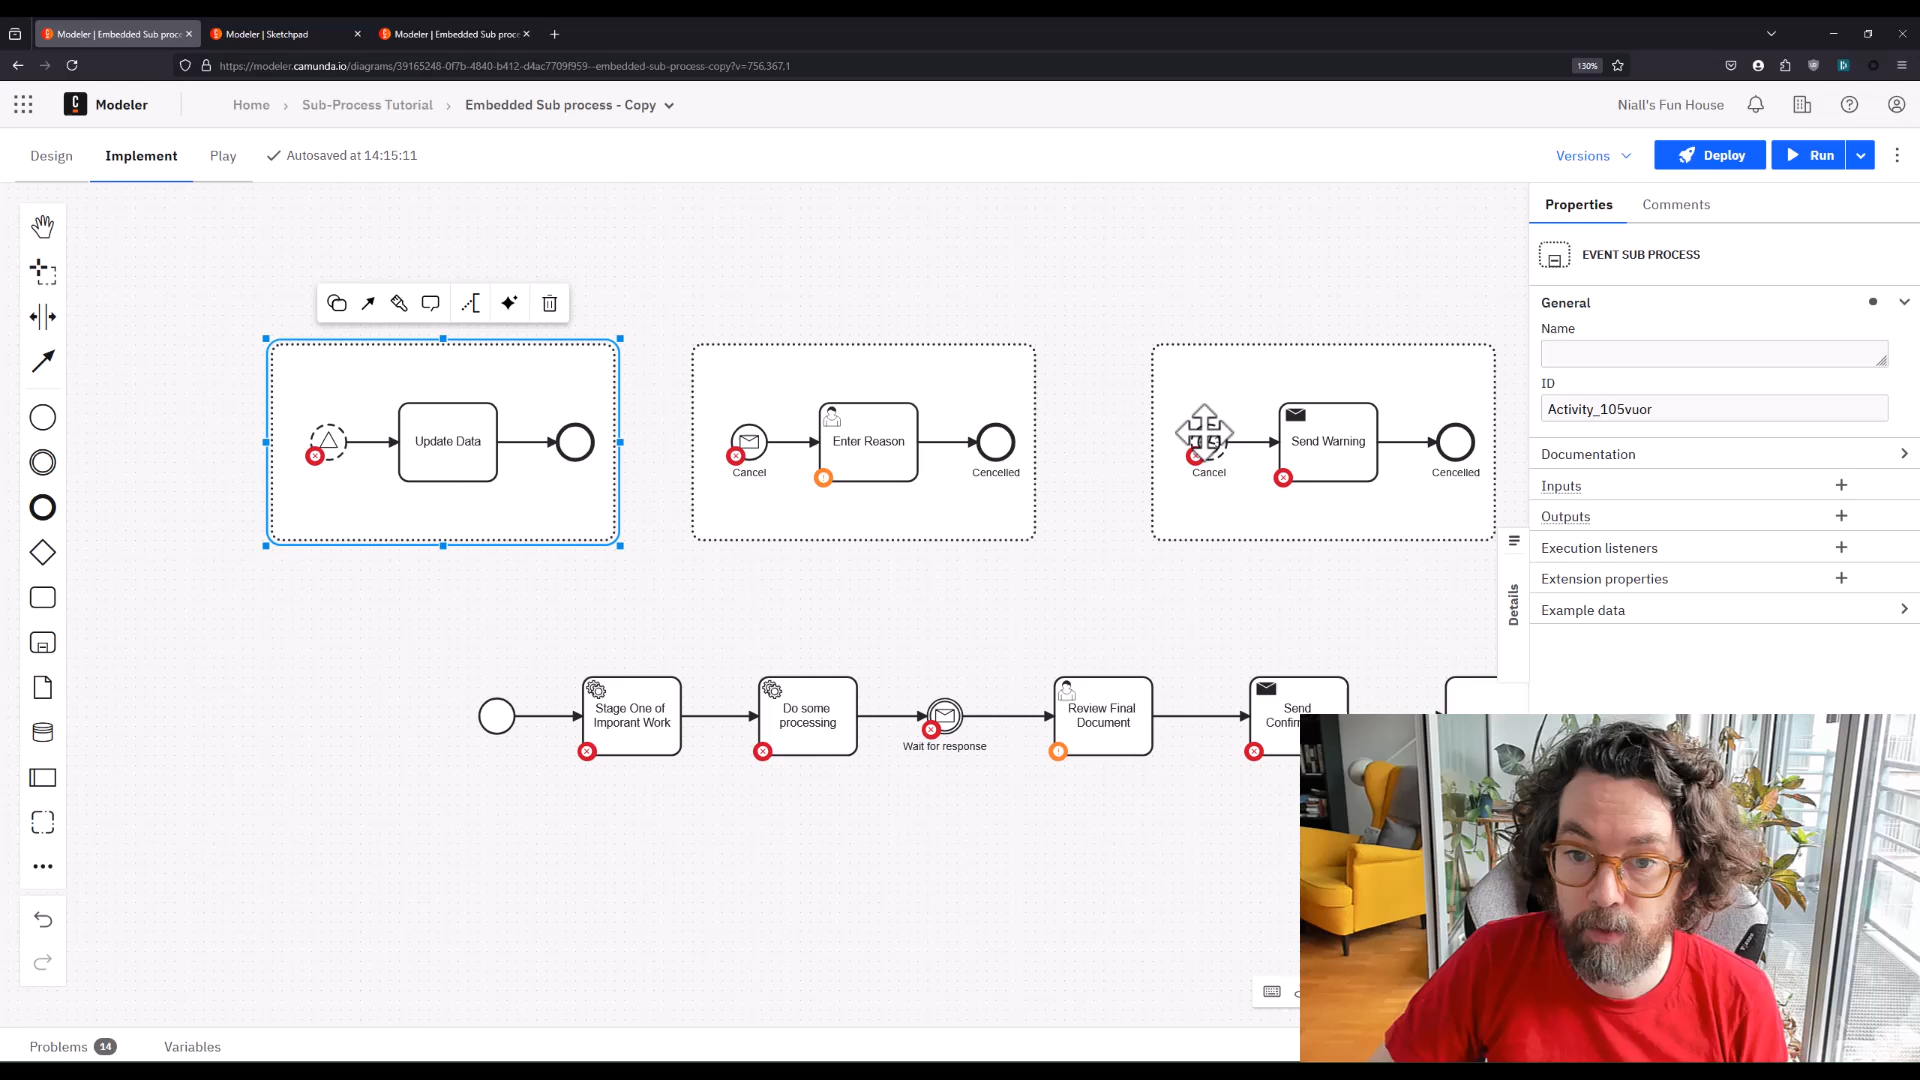 Modeler | Embedded Sub proce
Modeler | Sketchpad
Modeler | Embedded Sub proce
https://modeler.camunda.io/diagrams/39165248-0f7b-4840-b412-d4ac7709f959--embedded-sub-process-copy?v=756,367,1
130%
Modeler
Home
Sub-Process Tutorial
Embedded Sub process - Copy
Niall's Fun House
Design
Implement
Play
Autosaved at 14:15:11
Versions
Deploy
Run
Properties
Comments
EVENT SUB PROCESS
General
Name
ID
Activity_105vuor
Documentation
Inputs
Outputs
Execution listeners
Extension properties
Example data
Details
Update Data
Enter Reason
Cancel
Cencelled
Send Warning
Cancel
Cencelled
Stage One of
Imporant Work
Do some
processing
Wait for response
Review Final
Document
Send
Confir
Problems 14
Variables